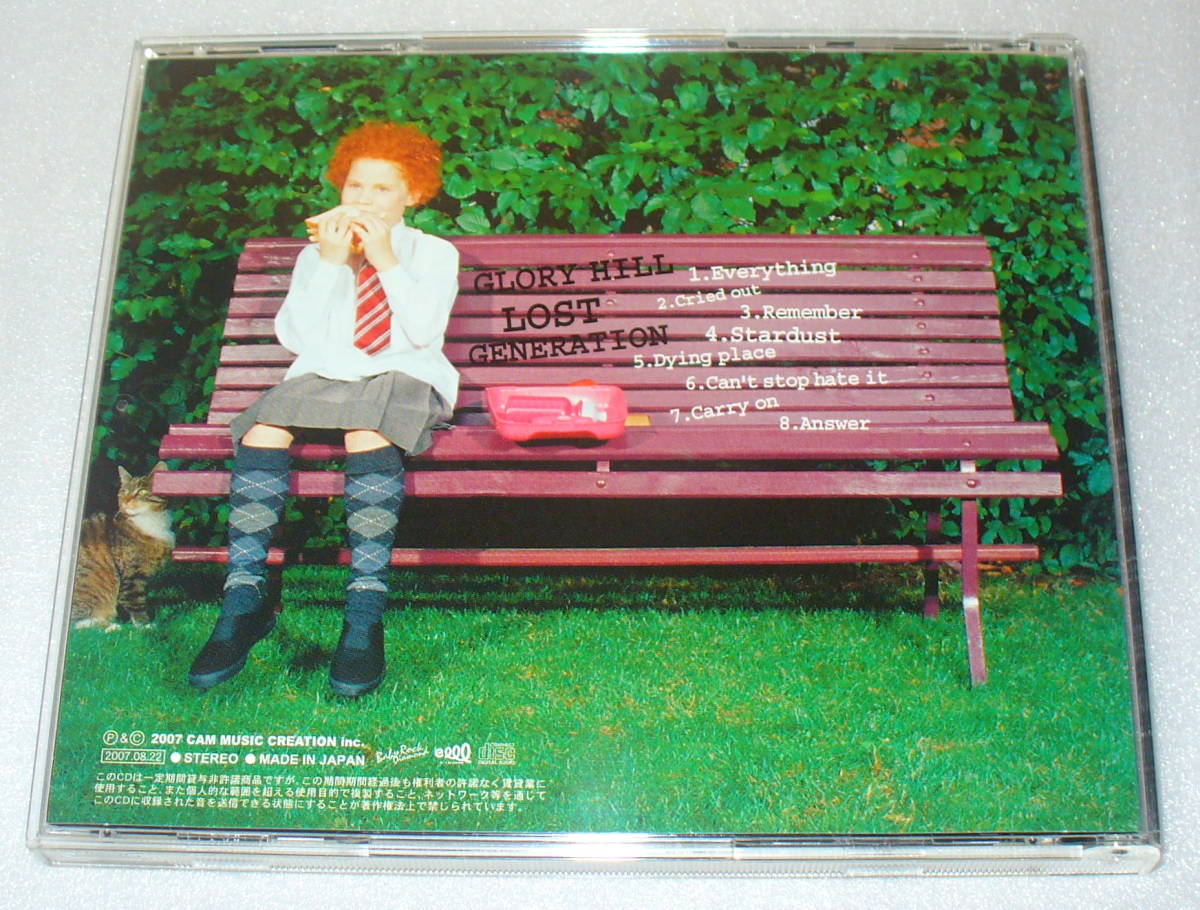 GLORY HILL
LOST
GENERATION
1.Everything
2.Cried out
3.Remember
4.Stardust
5.Dying place
6.Can't stop hate it
7.Carry on
8.Answer
Ⓟ&© 2007 CAM MUSIC CREATION inc.
2007.08.22 ●STEREO ●MADE IN JAPAN
COMPACT
disc
DIGITAL AUDIO
このCDは一定期間貸与非許諾商品ですが、この期間期間経過後も権利者の許諾なく賃貸業に
使用すること、また個人的な範囲を超える使用目的で複製すること、ネットワーク等を通じて
このCDに収録された音を送信できる状態にすることが著作権法上で禁じられています。